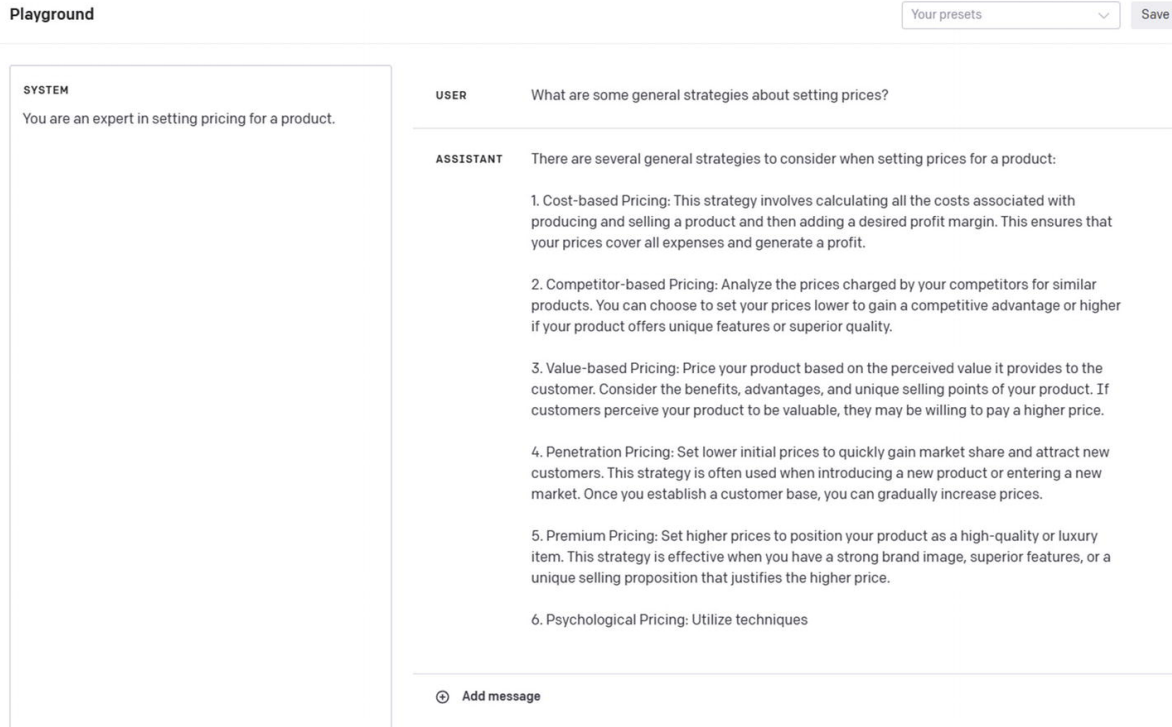 Playground
Your presets
Save
SYSTEM
You are an expert in setting pricing for a product.
USER
What are some general strategies about setting prices?
ASSISTANT
There are several general strategies to consider when setting prices for a product:
1. Cost-based Pricing: This strategy involves calculating all the costs associated with
producing and selling a product and then adding a desired profit margin. This ensures that
your prices cover all expenses and generate a profit.
2. Competitor-based Pricing: Analyze the prices charged by your competitors for similar
products. You can choose to set your prices lower to gain a competitive advantage or higher
if your product offers unique features or superior quality.
3. Value-based Pricing: Price your product based on the perceived value it provides to the
customer. Consider the benefits, advantages, and unique selling points of your product. If
customers perceive your product to be valuable, they may be willing to pay a higher price.
4. Penetration Pricing: Set lower initial prices to quickly gain market share and attract new
customers. This strategy is often used when introducing a new product or entering a new
market. Once you establish a customer base, you can gradually increase prices.
5. Premium Pricing: Set higher prices to position your product as a high-quality or luxury
item. This strategy is effective when you have a strong brand image, superior features, or a
unique selling proposition that justifies the higher price.
6. Psychological Pricing: Utilize techniques
Add message